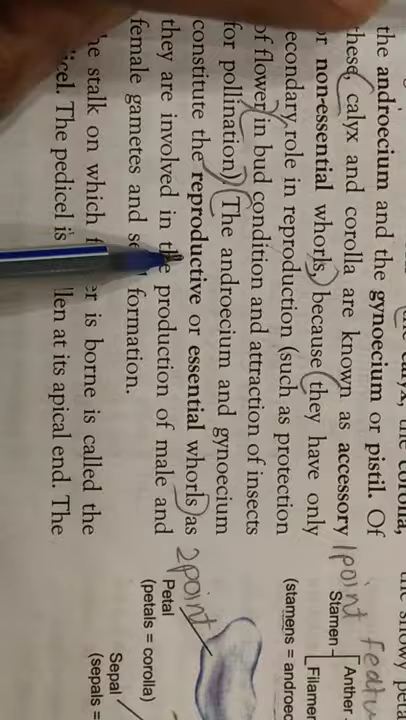 the calyx, the corolla,
the androecium and the gynoecium or pistil. Of
these, calyx and corolla are known as accessory
or non-essential whorls, because they have only
secondary role in reproduction (such as protection
of flower in bud condition and attraction of insects
for pollination). The androecium and gynoecium
constitute the reproductive or essential whorls as
they are involved in the production of male and
female gametes and formation.
stalk on which is borne is called the
The pedicel is at its apical end. The
1 point
2 point
Anther
Stamen
(stamens =
Petal
(petals = corolla)
Sepal
(sepals =